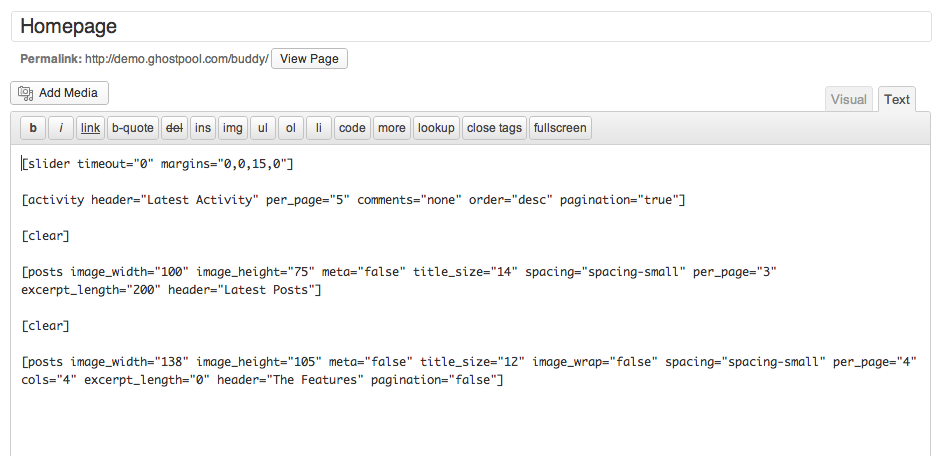 Homepage
Permalink: http://demo.ghostpool.com/buddy/ View Page
Add Media
Visual Text
b i link b-quote del ins img ul ol li code more lookup close tags fullscreen
[slider timeout="0" margins="0,0,15,0"]
[activity header="Latest Activity" per_page="5" comments="none" order="desc" pagination="true"]
[clear]
[posts image_width="100" image_height="75" meta="false" title_size="14" spacing="spacing-small" per_page="3"
excerpt_length="200" header="Latest Posts"]
[clear]
[posts image_width="138" image_height="105" meta="false" title_size="12" image_wrap="false" spacing="spacing-small" per_page="4"
cols="4" excerpt_length="0" header="The Features" pagination="false"]